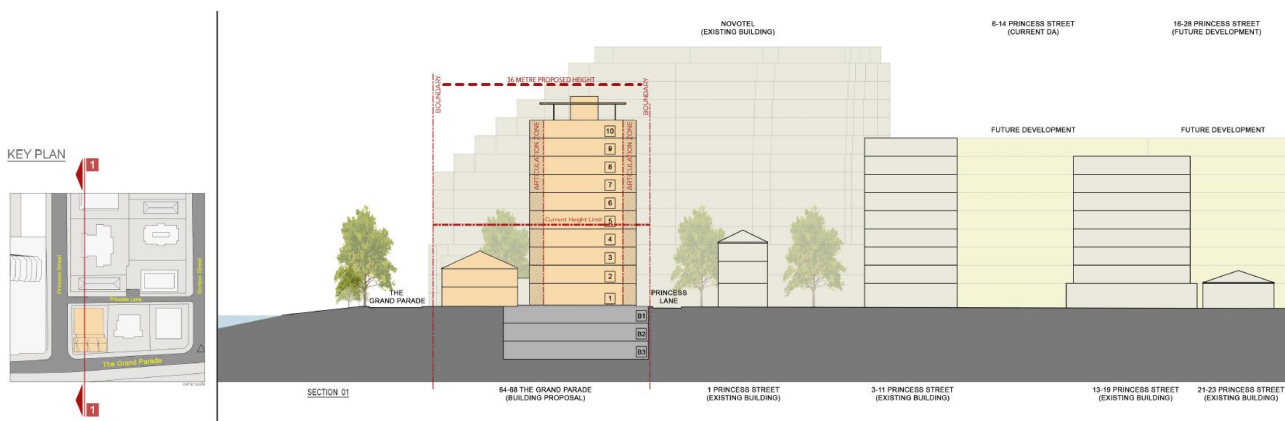 NOVOTEL
(EXISTING BUILDING)
6-14 PRINCESS STREET
(CURRENT DA)
16-28 PRINCESS STREET
(FUTURE DEVELOPMENT)
36 METRE PROPOSED HEIGHT
BOUNDARY
BOUNDARY
ARTICULATION ZONE
ARTICULATION ZONE
10
9
8
7
6
Current Height Limit
5
4
3
2
1
B1
B2
B3
FUTURE DEVELOPMENT
FUTURE DEVELOPMENT
KEY PLAN
1
Princess Street
Gordon Street
Princess Lane
The Grand Parade
1
THE
GRAND PARADE
PRINCESS
LANE
SECTION 01
64-68 THE GRAND PARADE
(BUILDING PROPOSAL)
1 PRINCESS STREET
(EXISTING BUILDING)
3-11 PRINCESS STREET
(EXISTING BUILDING)
13-19 PRINCESS STREET
(EXISTING BUILDING)
21-23 PRINCESS STREET
(EXISTING BUILDING)